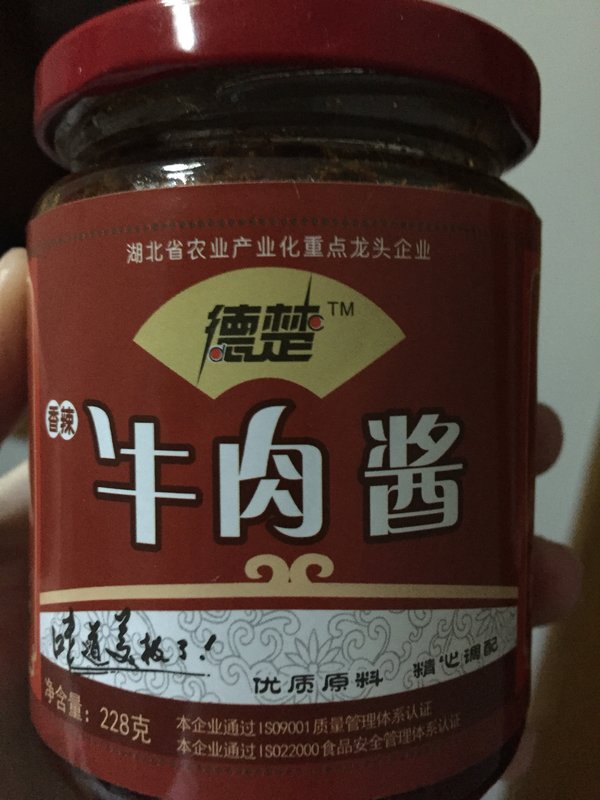 湖北省农业产业化重点龙头企业
德楚TM
香辣
牛肉酱
味道美极了!
优质原料 精心调配
净含量:228克
本企业通过ISO9001质量管理体系认证
本企业通过ISO22000食品安全管理体系认证